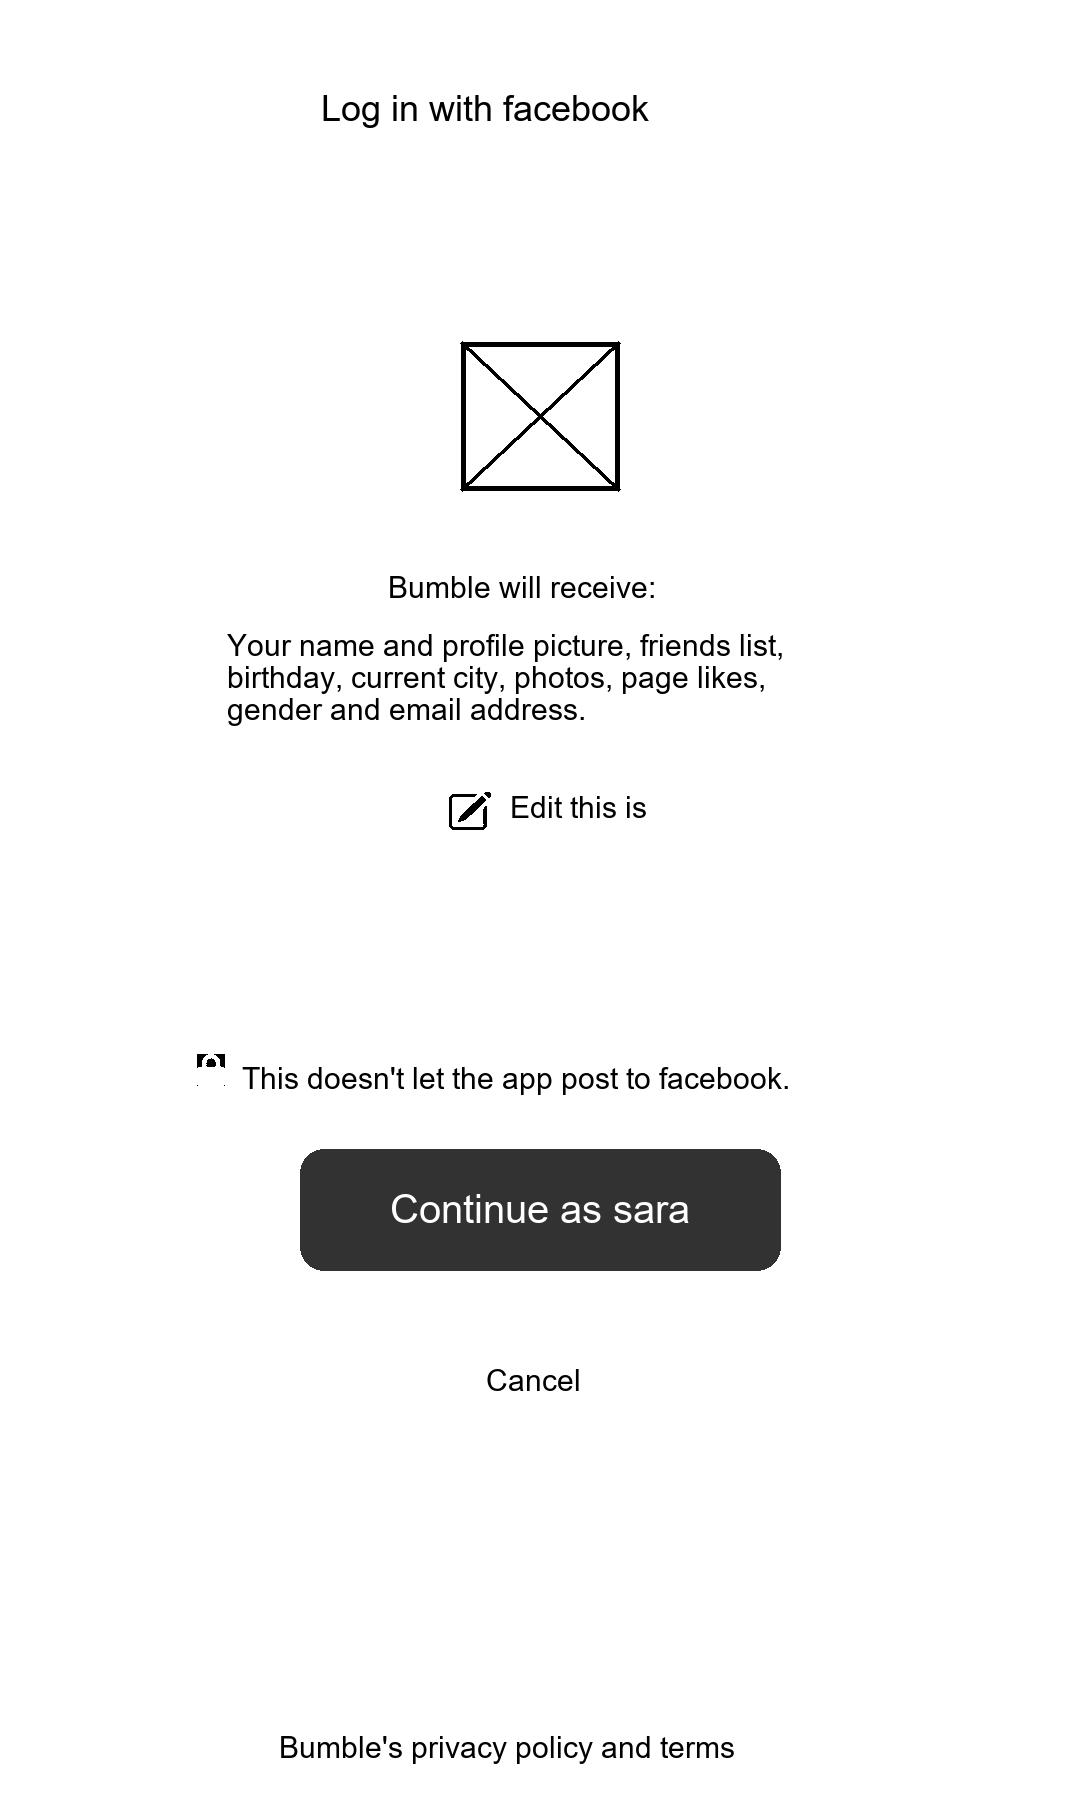 Log in with facebook
Bumble will receive:
Your name and profile picture, friends list,
birthday, current city, photos, page likes,
gender and email address.
Edit this is
This doesn't let the app post to facebook.
Continue as sara
Cancel
Bumble's privacy policy and terms